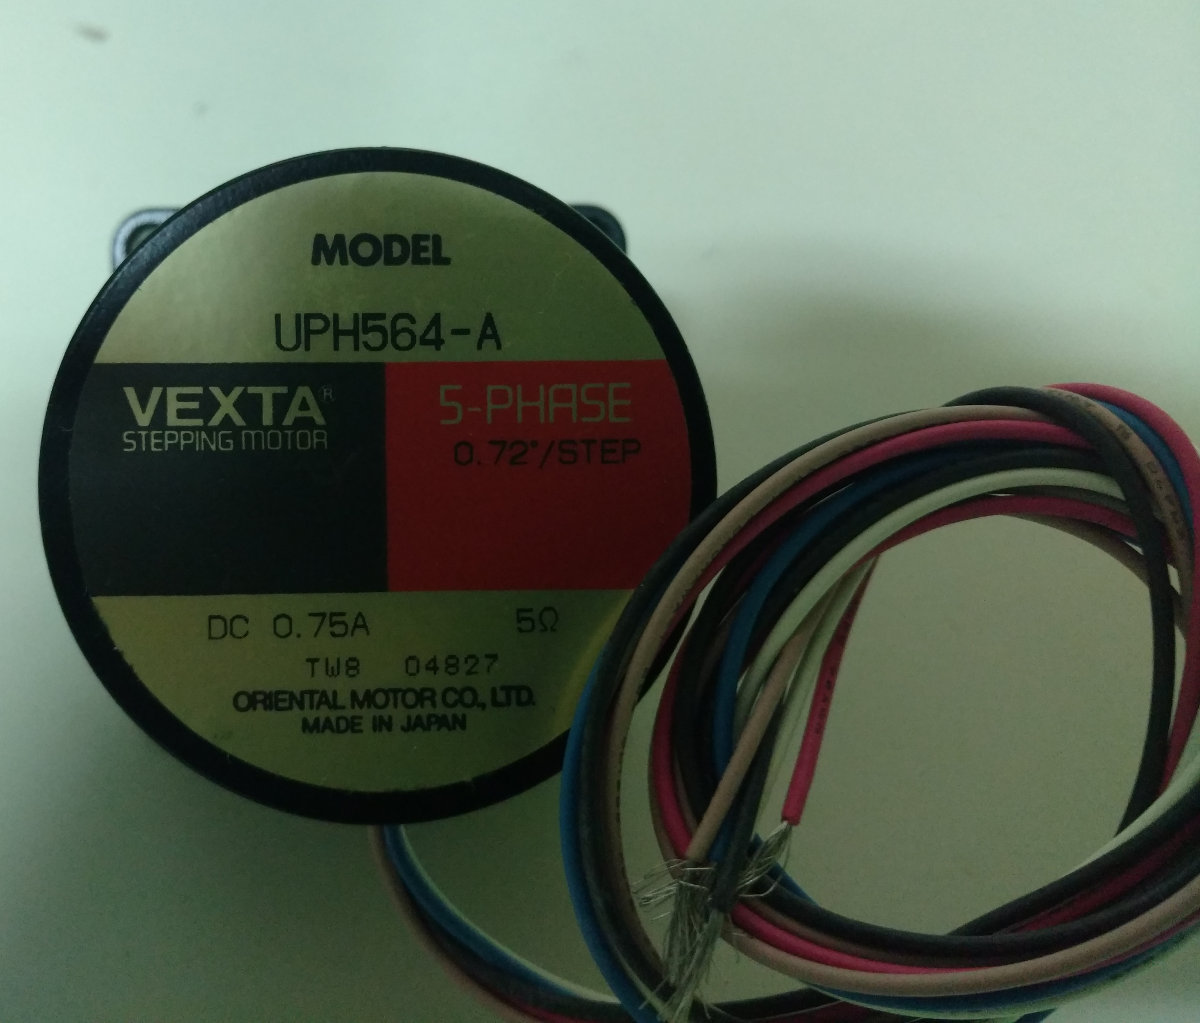 MODEL
UPH564-A
VEXTA®
STEPPING MOTOR
5-PHASE
0.72°/STEP
DC 0.75A 5Ω
TW8 04827
ORIENTAL MOTOR CO., LTD.
MADE IN JAPAN